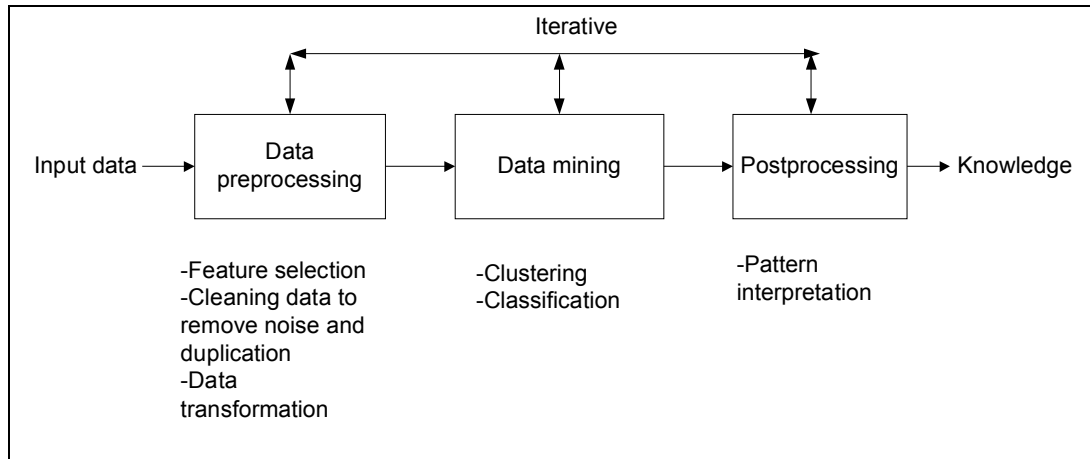 Iterative
Input data
Data
preprocessing
Data mining
Postprocessing
Knowledge
-Feature selection
-Cleaning data to
remove noise and
duplication
-Data
transformation
-Clustering
-Classification
-Pattern
interpretation